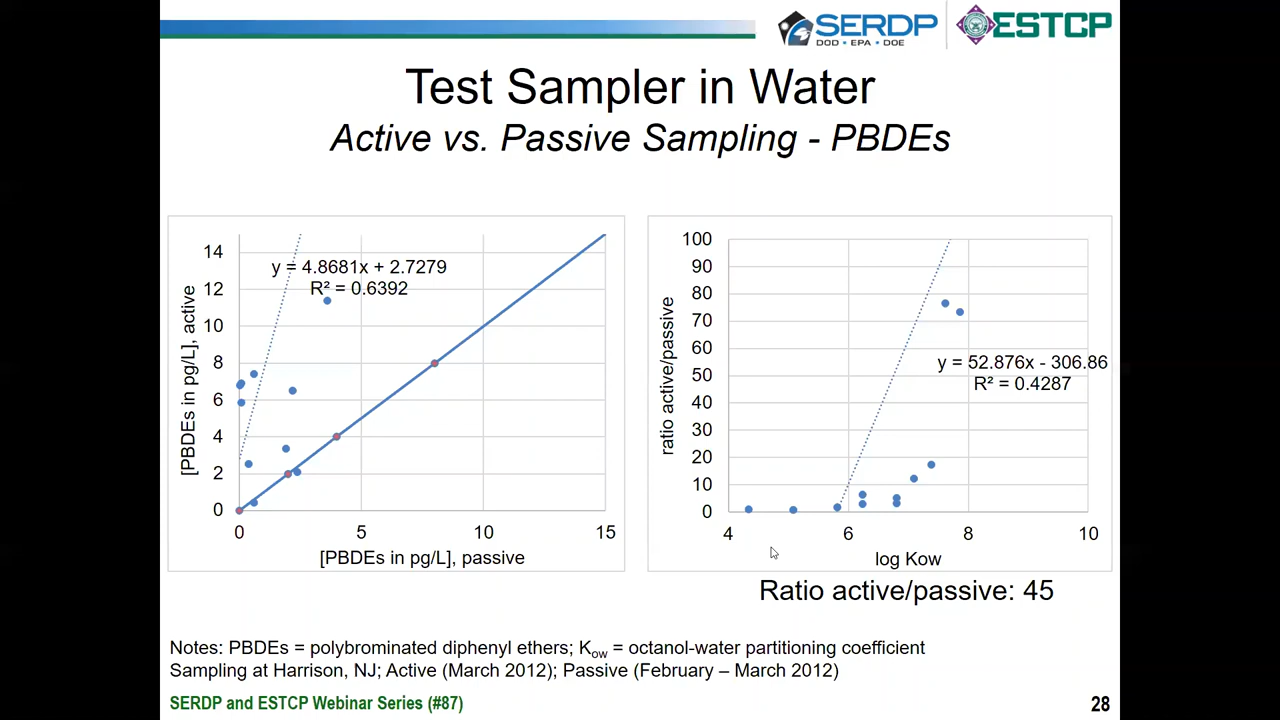 SERDP
DOD • EPA • DOE
ESTCP
Test Sampler in Water
Active vs. Passive Sampling - PBDEs
14
12
10
8
6
4
2
0
0
5
10
15
[PBDEs in pg/L], active
[PBDEs in pg/L], passive
y = 4.8681x + 2.7279
R² = 0.6392
100
90
80
70
60
50
40
30
20
10
0
4
6
8
10
ratio active/passive
log Kow
y = 52.876x - 306.86
R² = 0.4287
Ratio active/passive: 45
Notes: PBDEs = polybrominated diphenyl ethers; Kow = octanol-water partitioning coefficient
Sampling at Harrison, NJ; Active (March 2012); Passive (February – March 2012)
SERDP and ESTCP Webinar Series (#87)
28